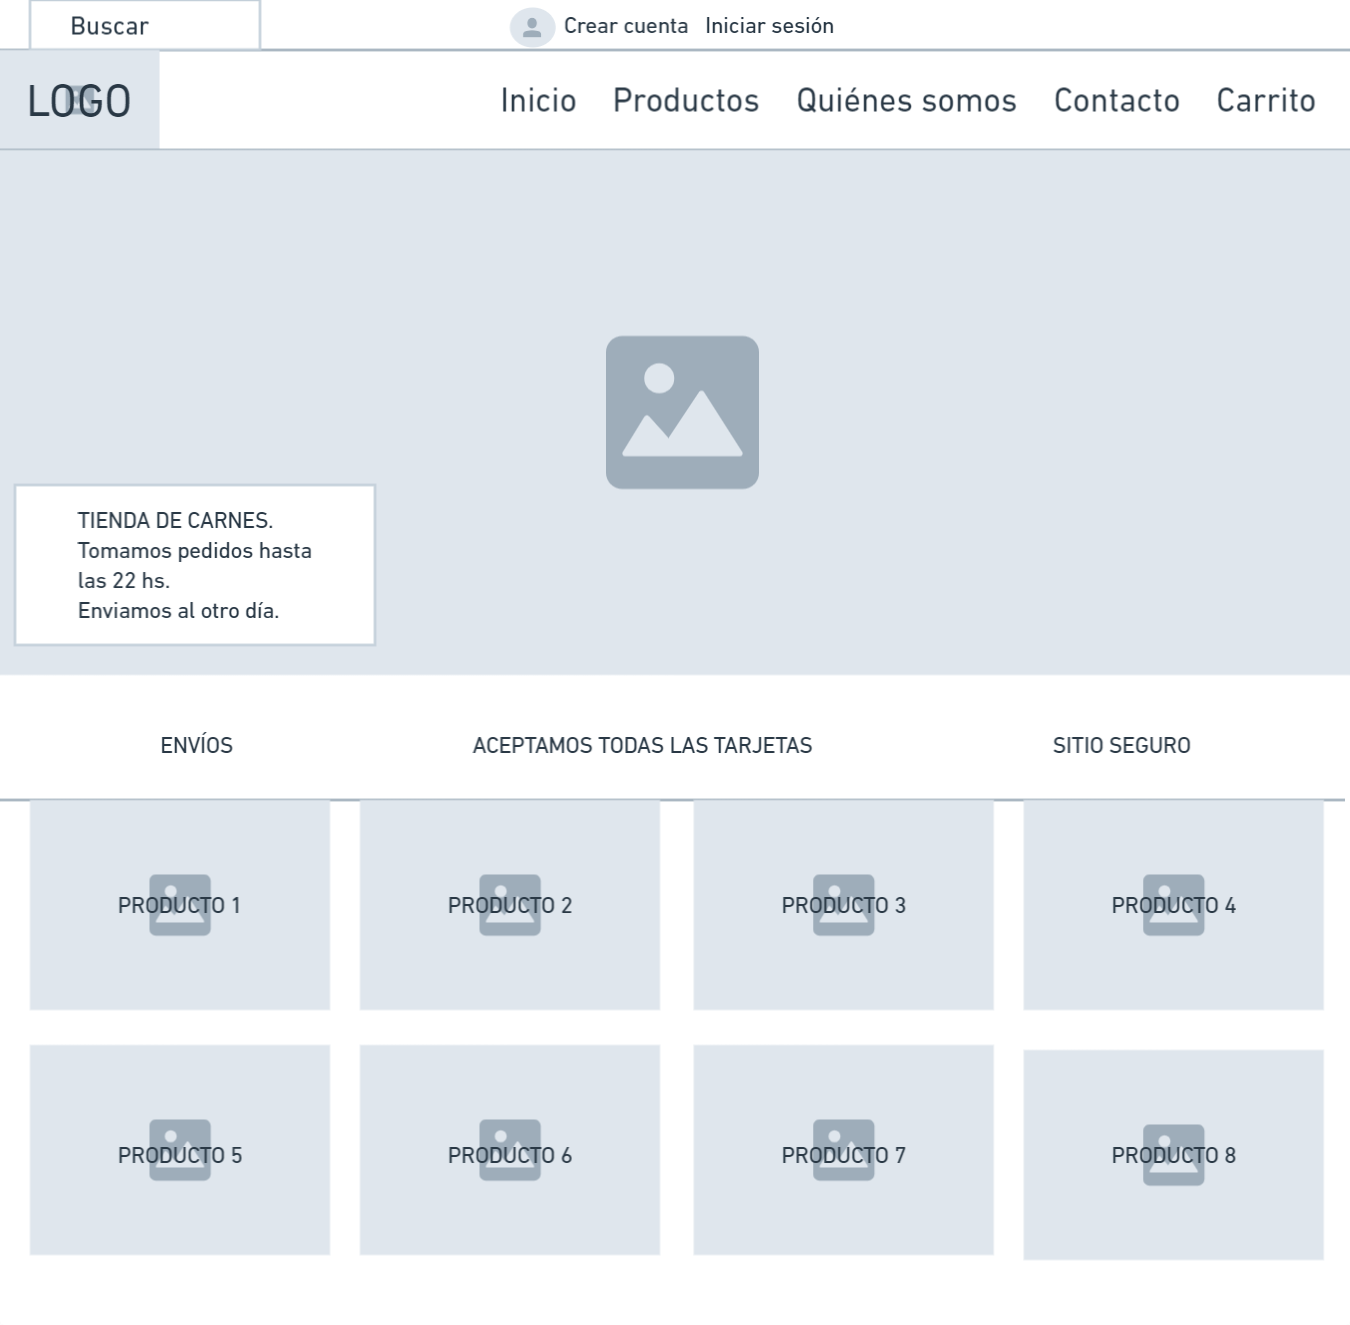 Buscar
Crear cuenta Iniciar sesión
LOGO
Inicio Productos Quiénes somos Contacto Carrito
TIENDA DE CARNES.
Tomamos pedidos hasta
las 22 hs.
Enviamos al otro día.
ENVÍOS ACEPTAMOS TODAS LAS TARJETAS SITIO SEGURO
PRODUCTO 1 PRODUCTO 2 PRODUCTO 3 PRODUCTO 4
PRODUCTO 5 PRODUCTO 6 PRODUCTO 7 PRODUCTO 8